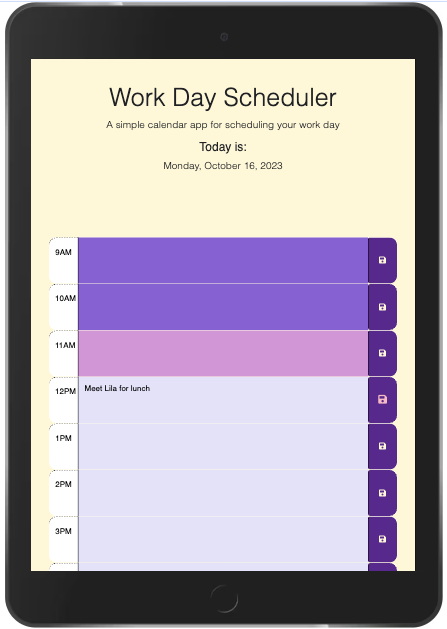 Work Day Scheduler
A simple calendar app for scheduling your work day
Today is:
Monday, October 16, 2023
9AM
10AM
11AM
12PM Meet Lila for lunch
1PM
2PM
3PM